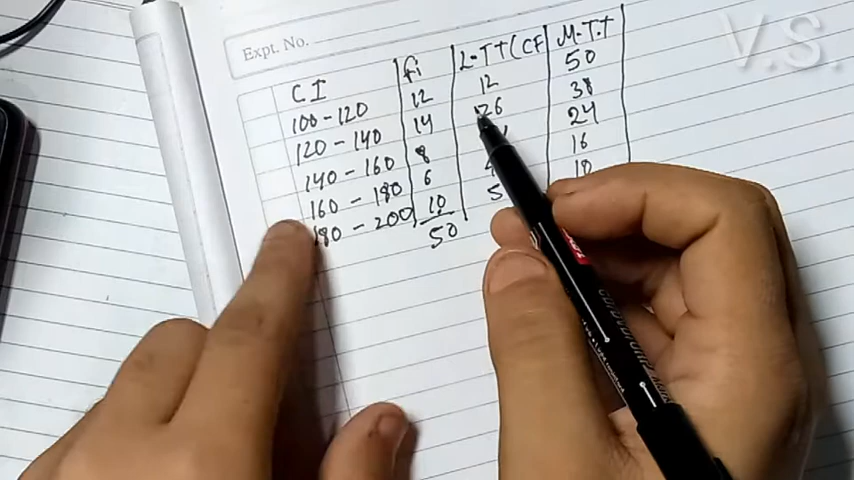 V.S.
Expt. No.
CI fi L.TT(CF M.T.T
100-120 12 12 50
120-140 14 26 38
140-160 8 24
160-180 6 16
180-200 10 10
50